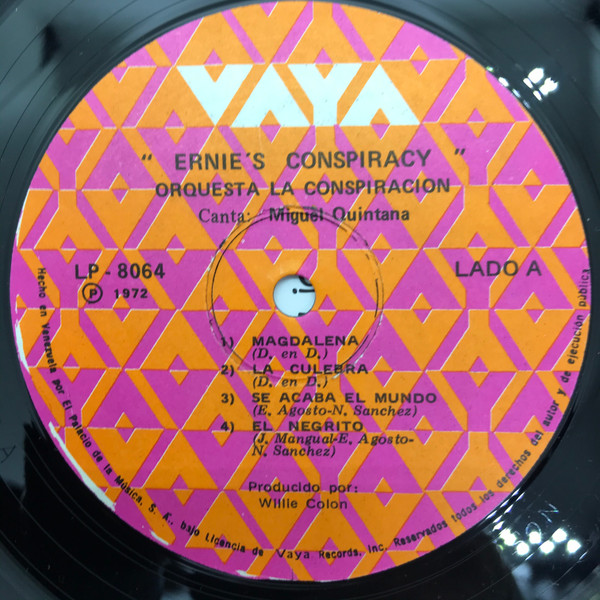 VAYA
" ERNIE'S CONSPIRACY "
ORQUESTA LA CONSPIRACION
Canta: Miguel Quintana
LP - 8064
Ⓟ 1972
LADO A
1) MAGDALENA
(D. en D.)
2) LA CULEBRA
(D. en D.)
3) SE ACABA EL MUNDO
(E. Agosto-N. Sanchez)
4) EL NEGRITO
(J. Mangual-E. Agosto-
N. Sanchez)
Producido por:
Willie Colon
Hecho en Venezuela por El Palacio de la Música, S. A., bajo Licencia de Vaya Records, Inc. Reservados todos los derechos del autor y de ejecución pública